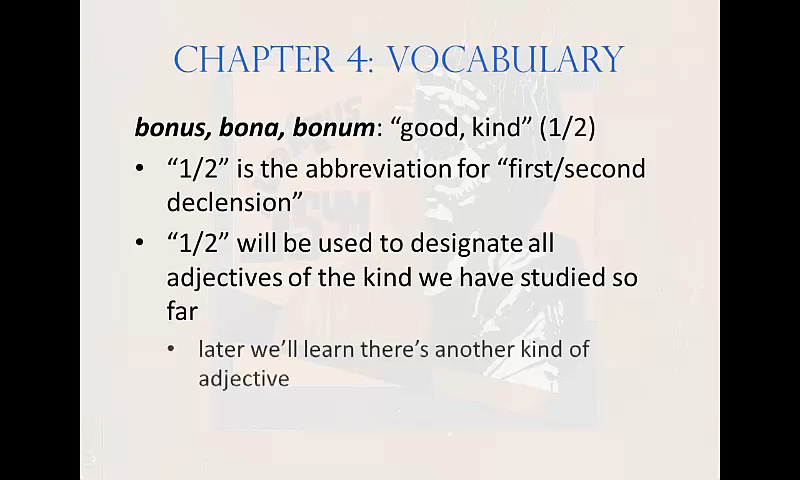 CHAPTER 4: VOCABULARY
bonus, bona, bonum: “good, kind” (1/2)
• “1/2” is the abbreviation for “first/second
declension”
• “1/2” will be used to designate all
adjectives of the kind we have studied so
far
• later we’ll learn there’s another kind of
adjective